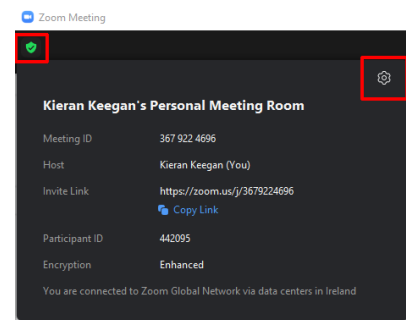 Zoom Meeting
Kieran Keegan's Personal Meeting Room
Meeting ID 367 922 4696
Host Kieran Keegan (You)
Invite Link https://zoom.us/j/3679224696
Copy Link
Participant ID 442095
Encryption Enhanced
You are connected to Zoom Global Network via data centers in Ireland